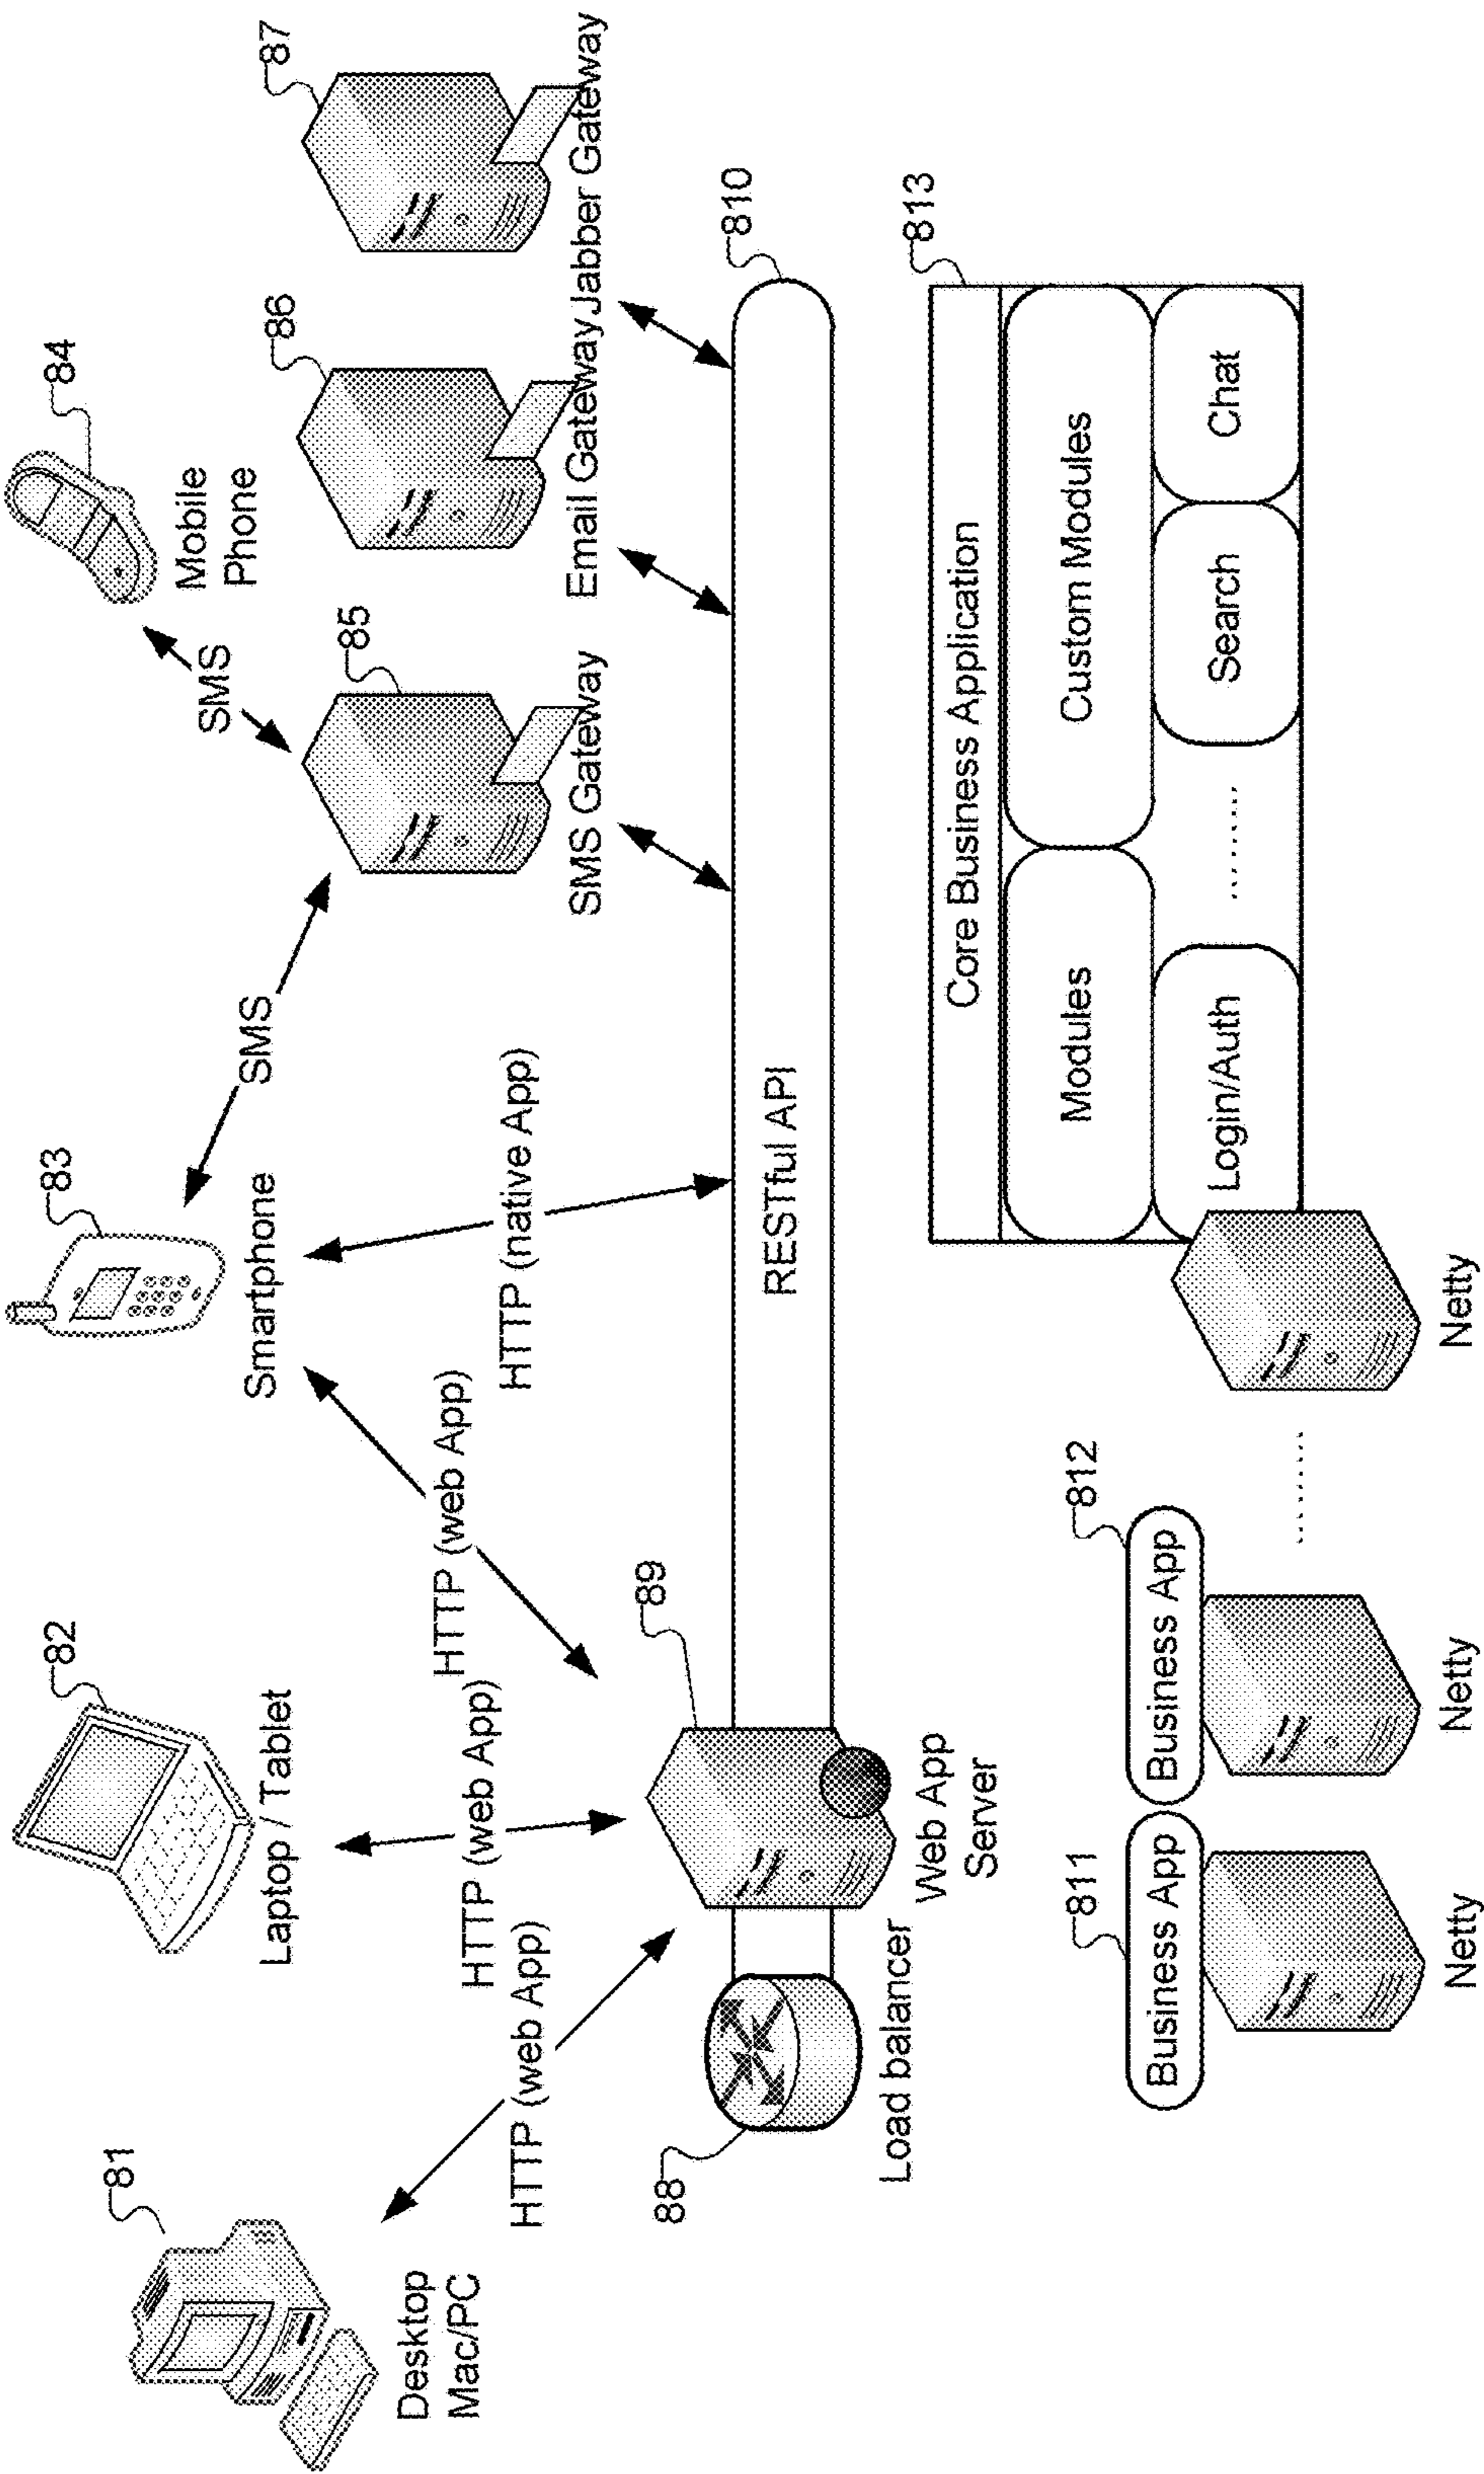 81
Desktop
Mac/PC
82
Laptop / Tablet
83
Smartphone
84
Mobile
Phone
SMS
SMS
85
SMS Gateway
86
Email Gateway
87
Jabber Gateway
HTTP (web App)
HTTP (web App)
HTTP (web App)
HTTP (native App)
88
Load balancer
89
Web App
Server
RESTful API
810
811
Business App
Netty
812
Business App
Netty
........
Netty
813
Core Business Application
Modules
Custom Modules
Login/Auth
........
Search
Chat